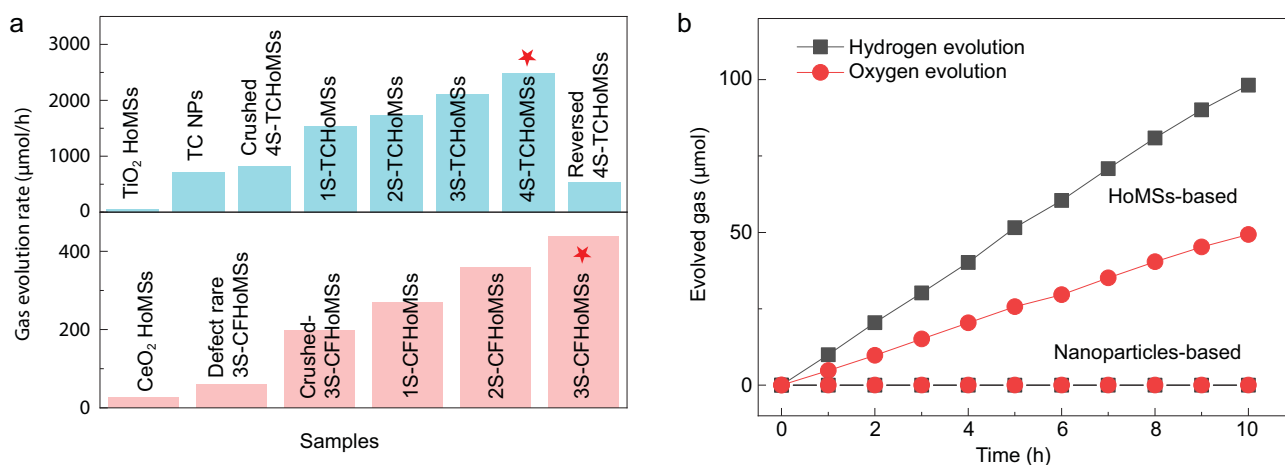 a
Gas evolution rate (μmol/h)
3000
2000
1000
0
TiO2 HoMSs
TC NPs
Crushed
4S-TCHoMSs
1S-TCHoMSs
2S-TCHoMSs
3S-TCHoMSs
4S-TCHoMSs
Reversed
4S-TCHoMSs
400
200
0
CeO2 HoMSs
Defect rare
3S-CFHoMSs
Crushed-
3S-CFHoMSs
1S-CFHoMSs
2S-CFHoMSs
3S-CFHoMSs
Samples
b
Evolved gas (μmol)
100
50
0
Hydrogen evolution
Oxygen evolution
HoMSs-based
Nanoparticles-based
0 2 4 6 8 10
Time (h)